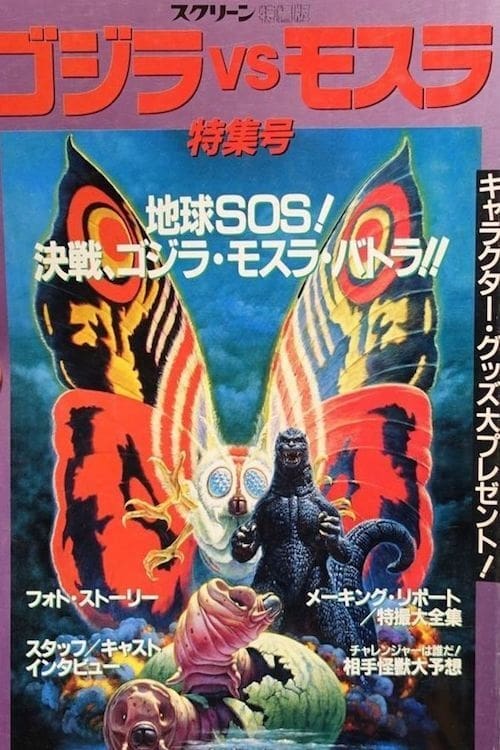 スクリーン特別版
ゴジラVSモスラ
特集号
地球SOS!
決戦、ゴジラ・モスラ・バトラ!!
キャラクター・グッズ大プレゼント!
フォト・ストーリー
スタッフ/キャスト
インタビュー
メーキング・リポート
/特撮大全集
チャレンジャーは誰だ!
相手怪獣大予想